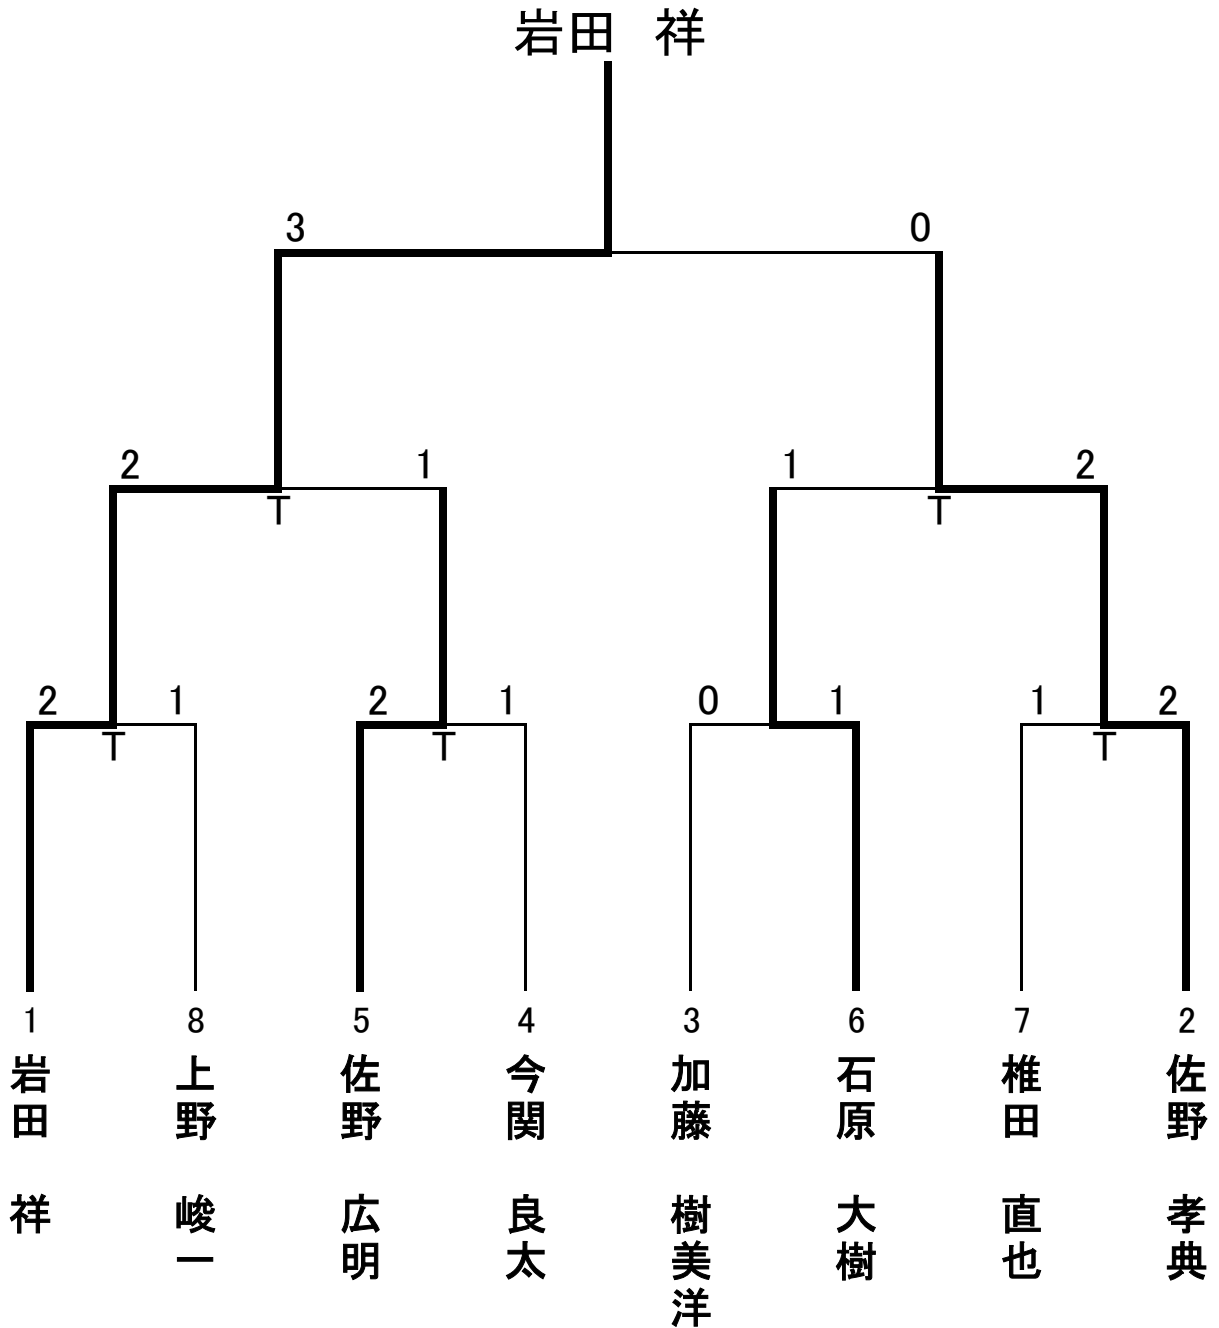 岩田　祥
3 0
2 1 1 2
T T
2 1 2 1 0 1 1 2
T T T
1 8 5 4 3 6 7 2
岩田　祥
上野　峻一
佐野　広明
今関　良太
加藤　樹美洋
石原　大樹
椎田　直也
佐野　孝典